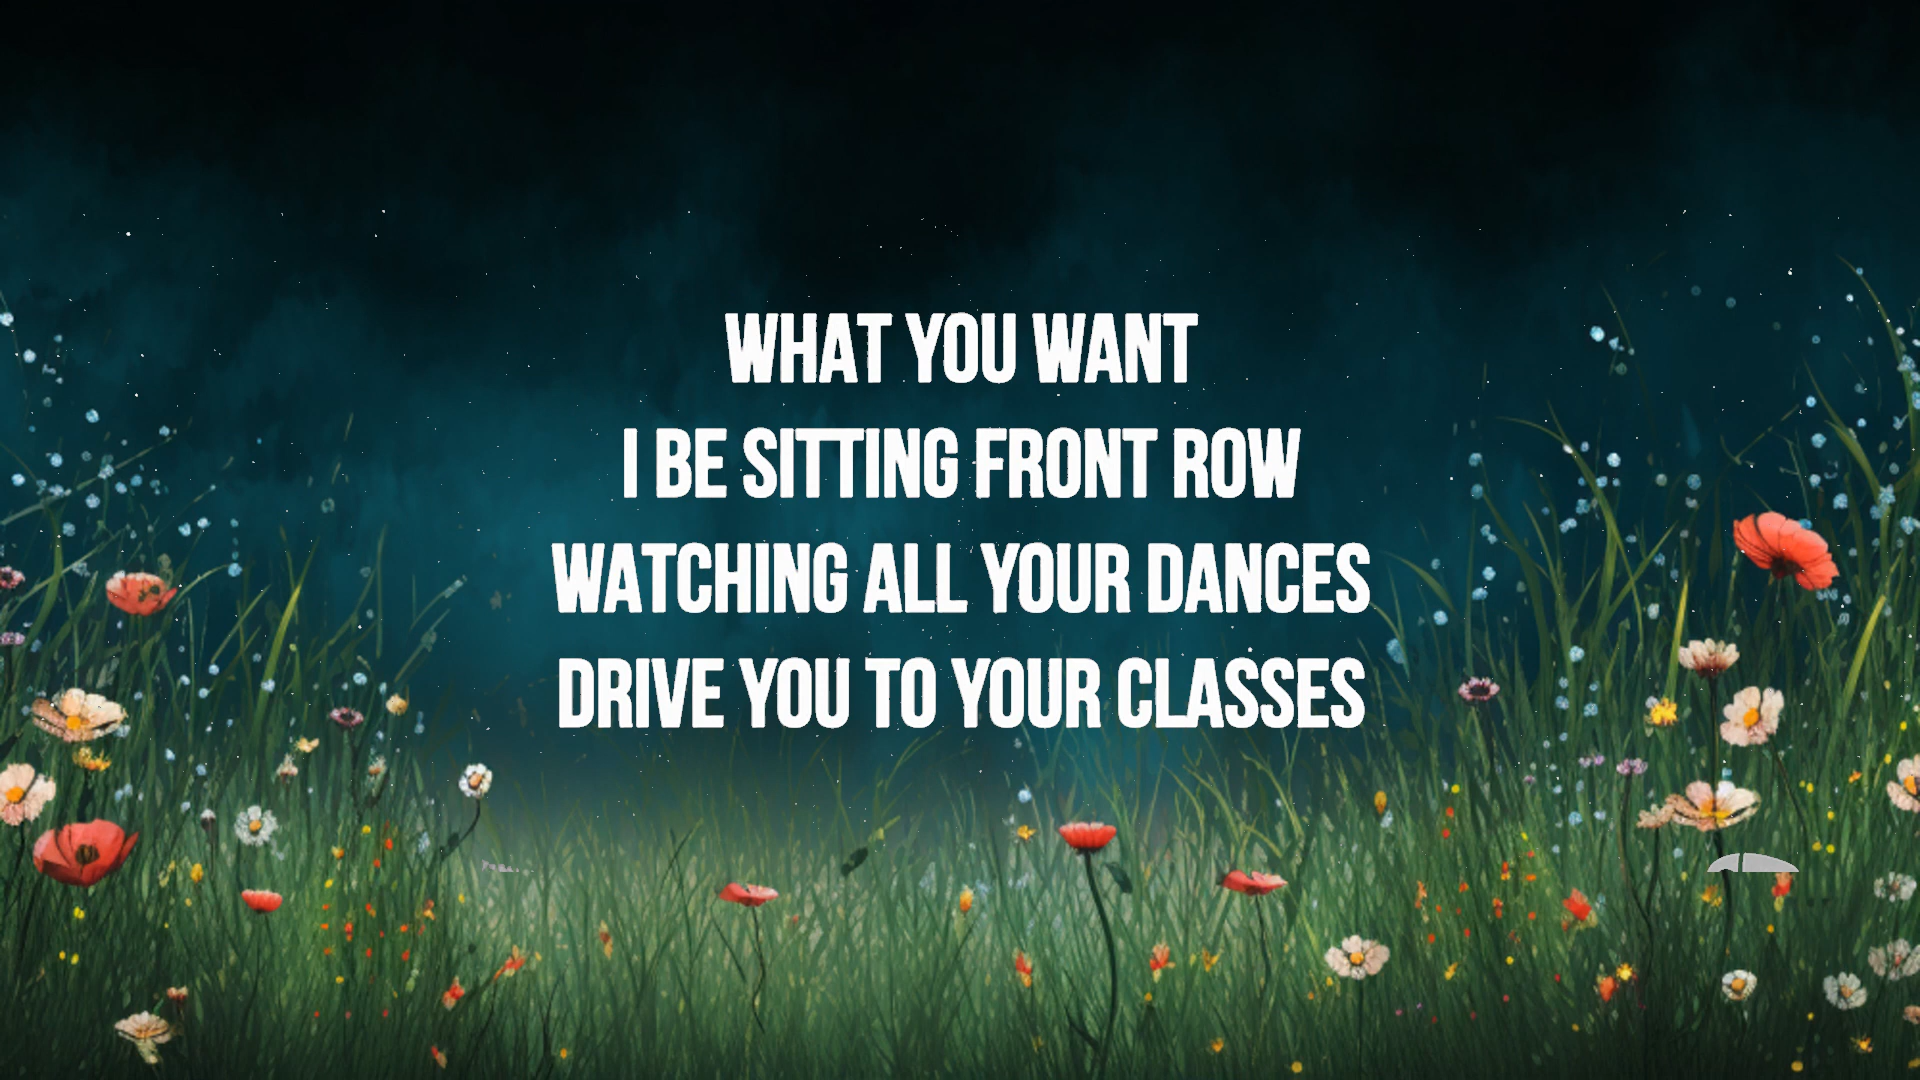 WHAT YOU WANT
I BE SITTING FRONT ROW
WATCHING ALL YOUR DANCES
DRIVE YOU TO YOUR CLASSES